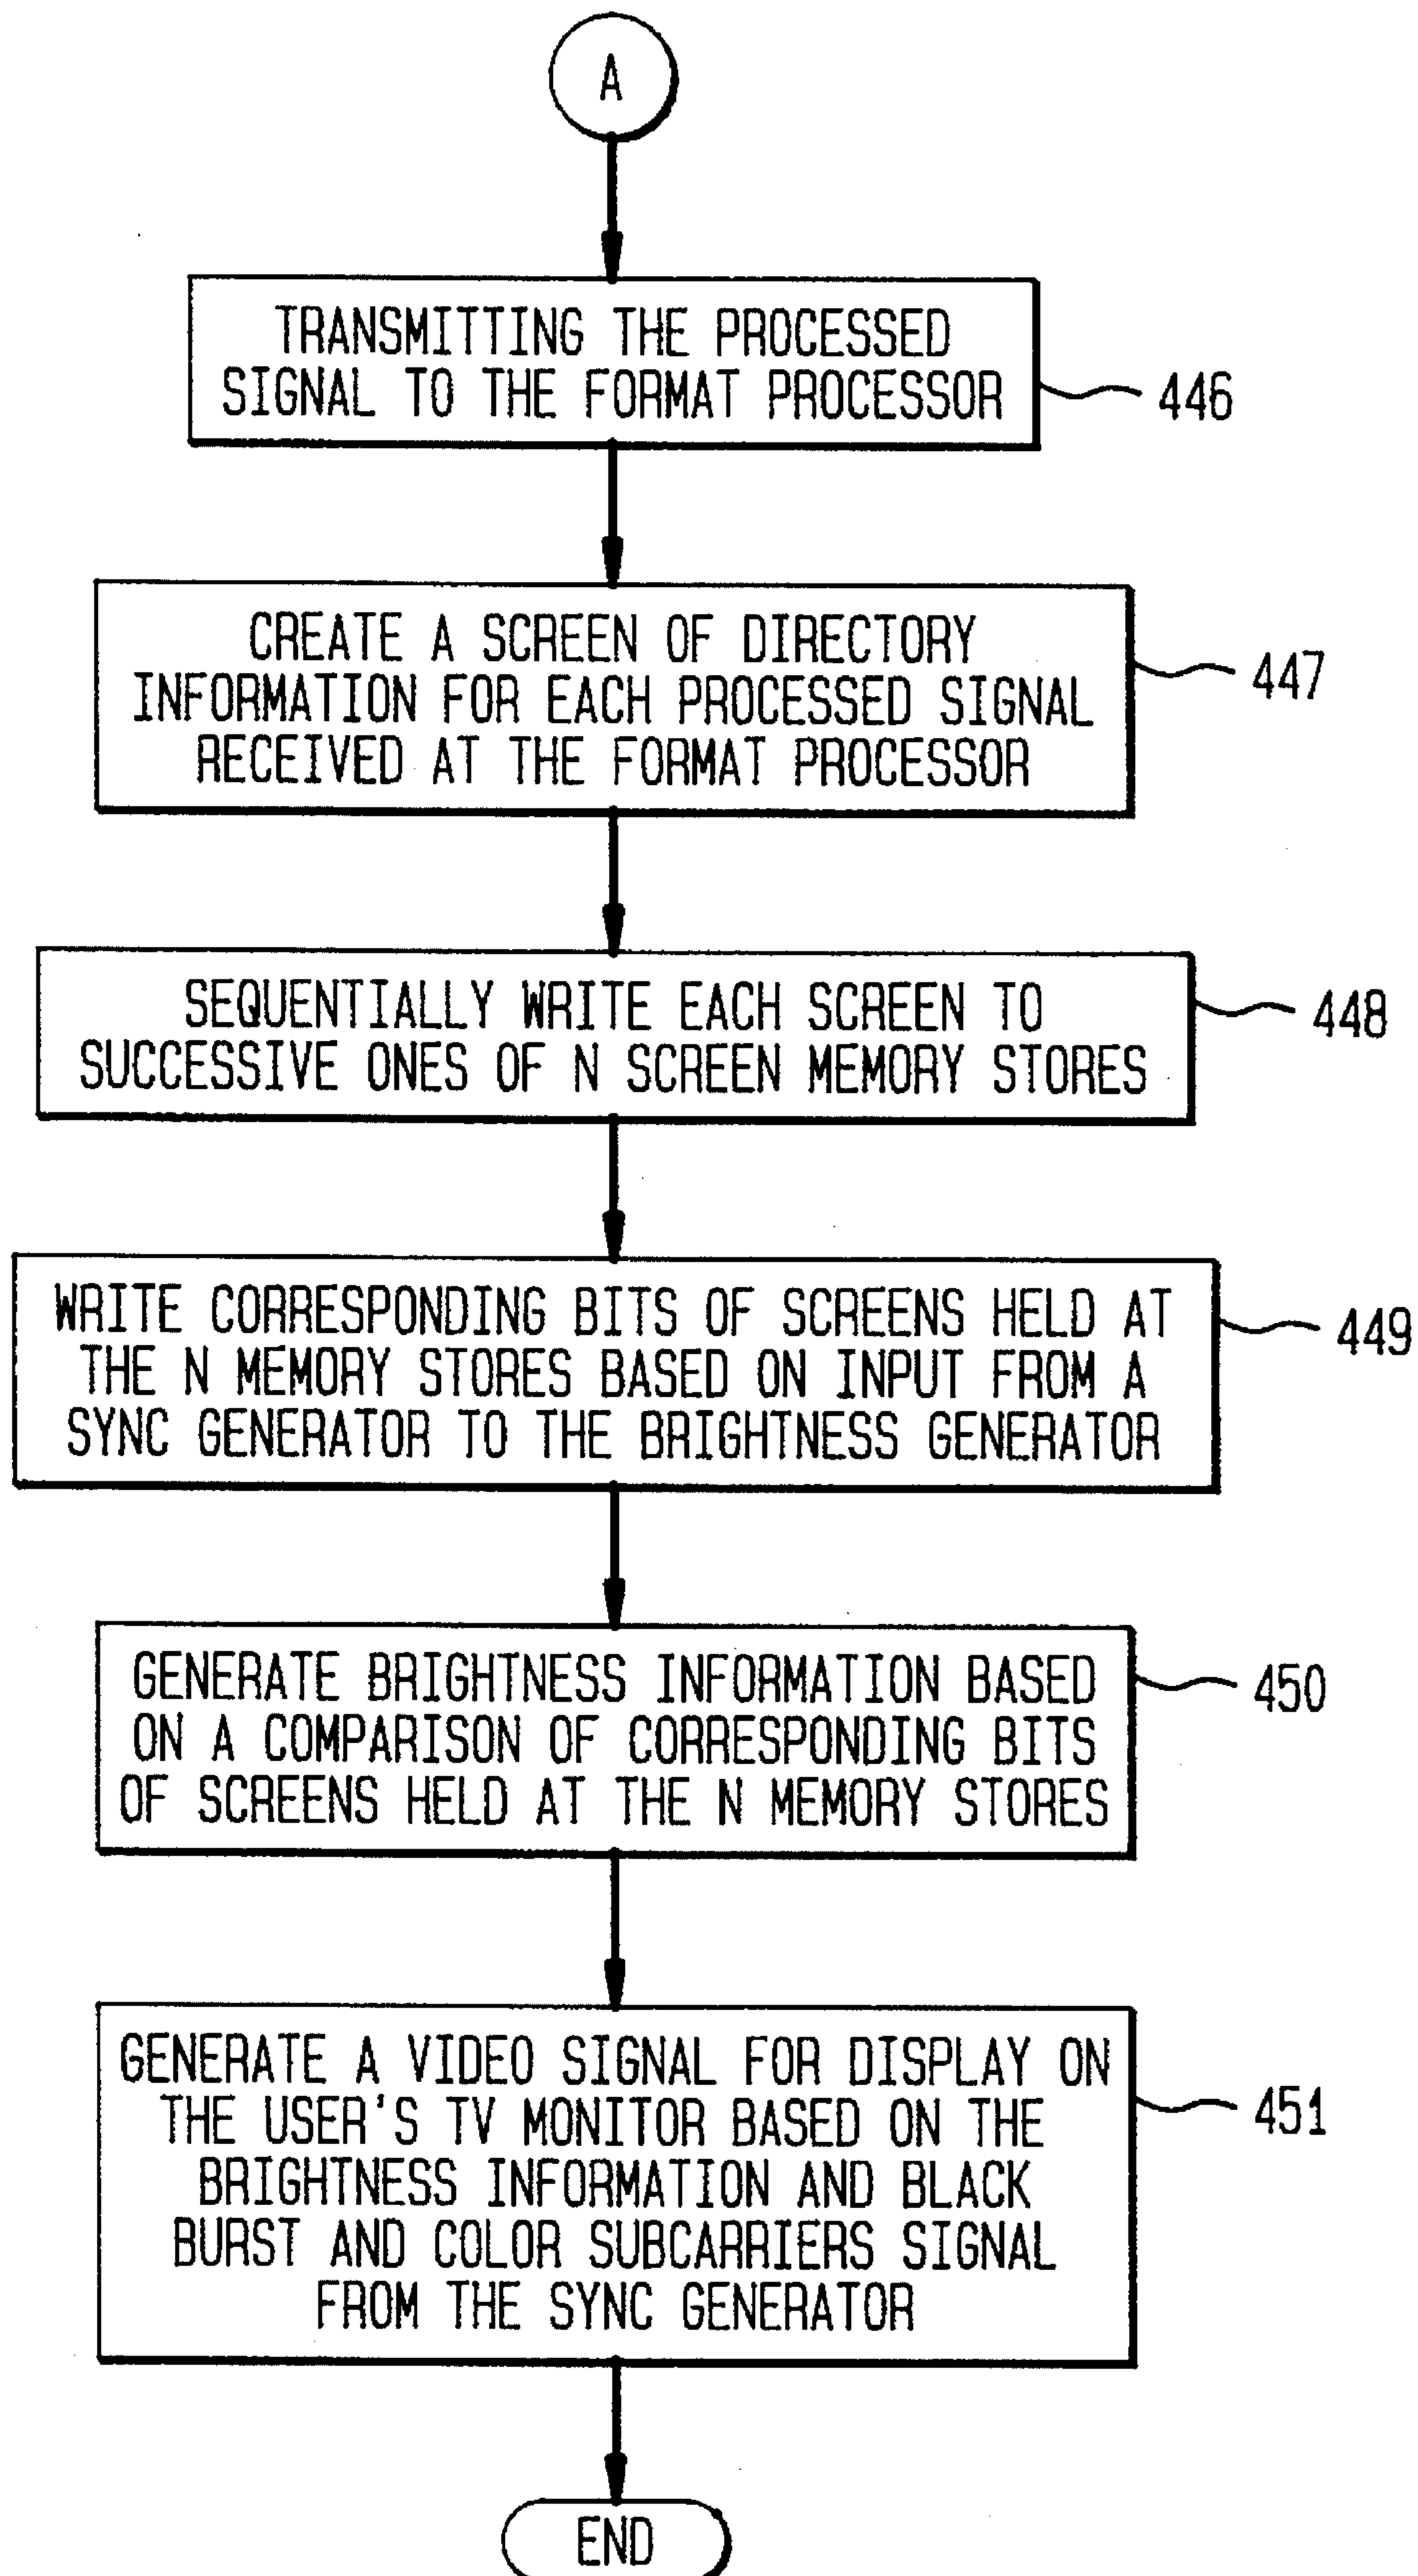 A
TRANSMITTING THE PROCESSED
SIGNAL TO THE FORMAT PROCESSOR
446
CREATE A SCREEN OF DIRECTORY
INFORMATION FOR EACH PROCESSED SIGNAL
RECEIVED AT THE FORMAT PROCESSOR
447
SEQUENTIALLY WRITE EACH SCREEN TO
SUCCESSIVE ONES OF N SCREEN MEMORY STORES
448
WRITE CORRESPONDING BITS OF SCREENS HELD AT
THE N MEMORY STORES BASED ON INPUT FROM A
SYNC GENERATOR TO THE BRIGHTNESS GENERATOR
449
GENERATE BRIGHTNESS INFORMATION BASED
ON A COMPARISON OF CORRESPONDING BITS
OF SCREENS HELD AT THE N MEMORY STORES
450
GENERATE A VIDEO SIGNAL FOR DISPLAY ON
THE USER'S TV MONITOR BASED ON THE
BRIGHTNESS INFORMATION AND BLACK
BURST AND COLOR SUBCARRIERS SIGNAL
FROM THE SYNC GENERATOR
451
END